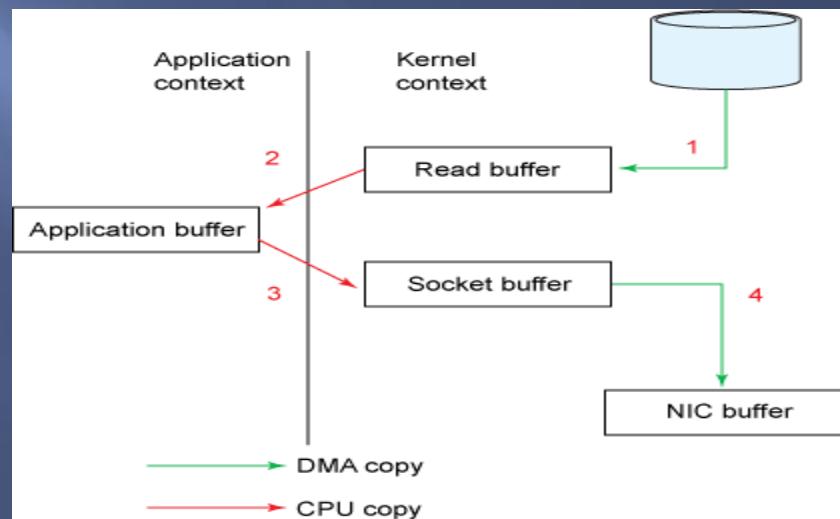 Application
context
Kernel
context
1
2
Read buffer
Application buffer
3
Socket buffer
4
NIC buffer
DMA copy
CPU copy